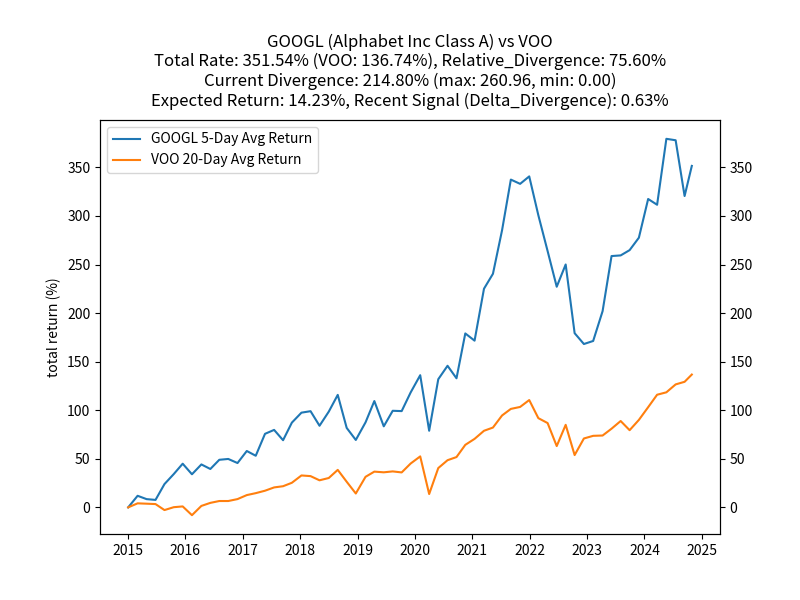 GOOGL (Alphabet Inc Class A) vs VOO
Total Rate: 351.54% (VOO: 136.74%), Relative_Divergence: 75.60%
Current Divergence: 214.80% (max: 260.96, min: 0.00)
Expected Return: 14.23%, Recent Signal (Delta_Divergence): 0.63%
GOOGL 5-Day Avg Return
VOO 20-Day Avg Return
total return (%)
350 350
300 300
250 250
200 200
150 150
100 100
50 50
0 0
2015 2016 2017 2018 2019 2020 2021 2022 2023 2024 2025